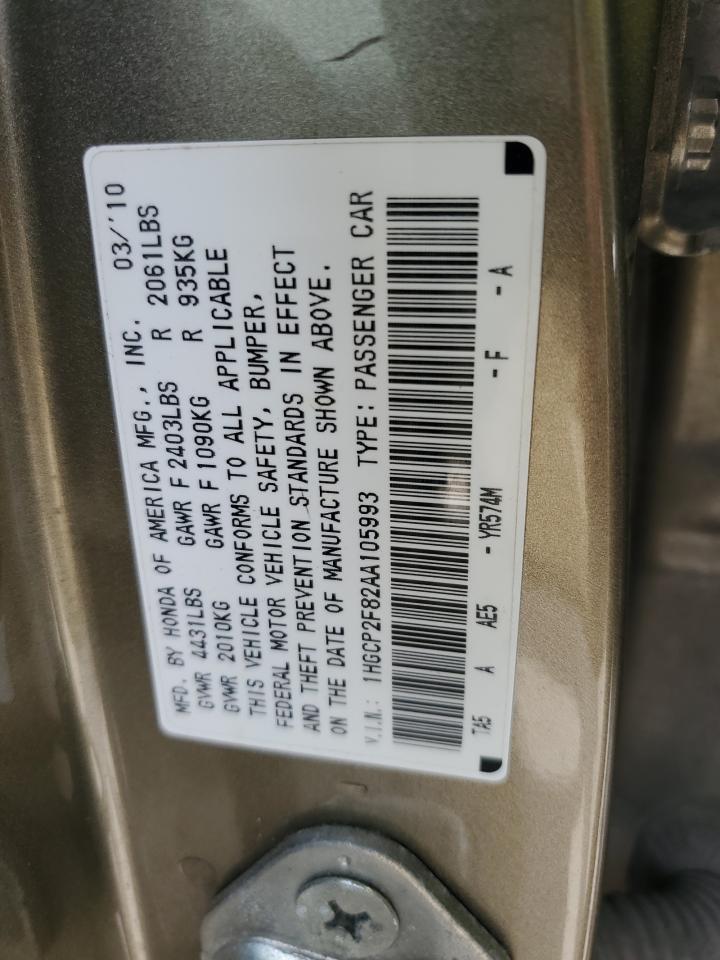 MFD. BY HONDA OF AMERICA MFG., INC. 03/'10
GVWR 4431LBS GAWR F 2403LBS R 2061LBS
GVWR 2010KG GAWR F 1090KG R 935KG
THIS VEHICLE CONFORMS TO ALL APPLICABLE
FEDERAL MOTOR VEHICLE SAFETY, BUMPER,
AND THEFT PREVENTION STANDARDS IN EFFECT
ON THE DATE OF MANUFACTURE SHOWN ABOVE.
V.I.N.: 1HGCP2F82AA105993 TYPE: PASSENGER CAR
TA5 A AE5 - YR574M - F - A